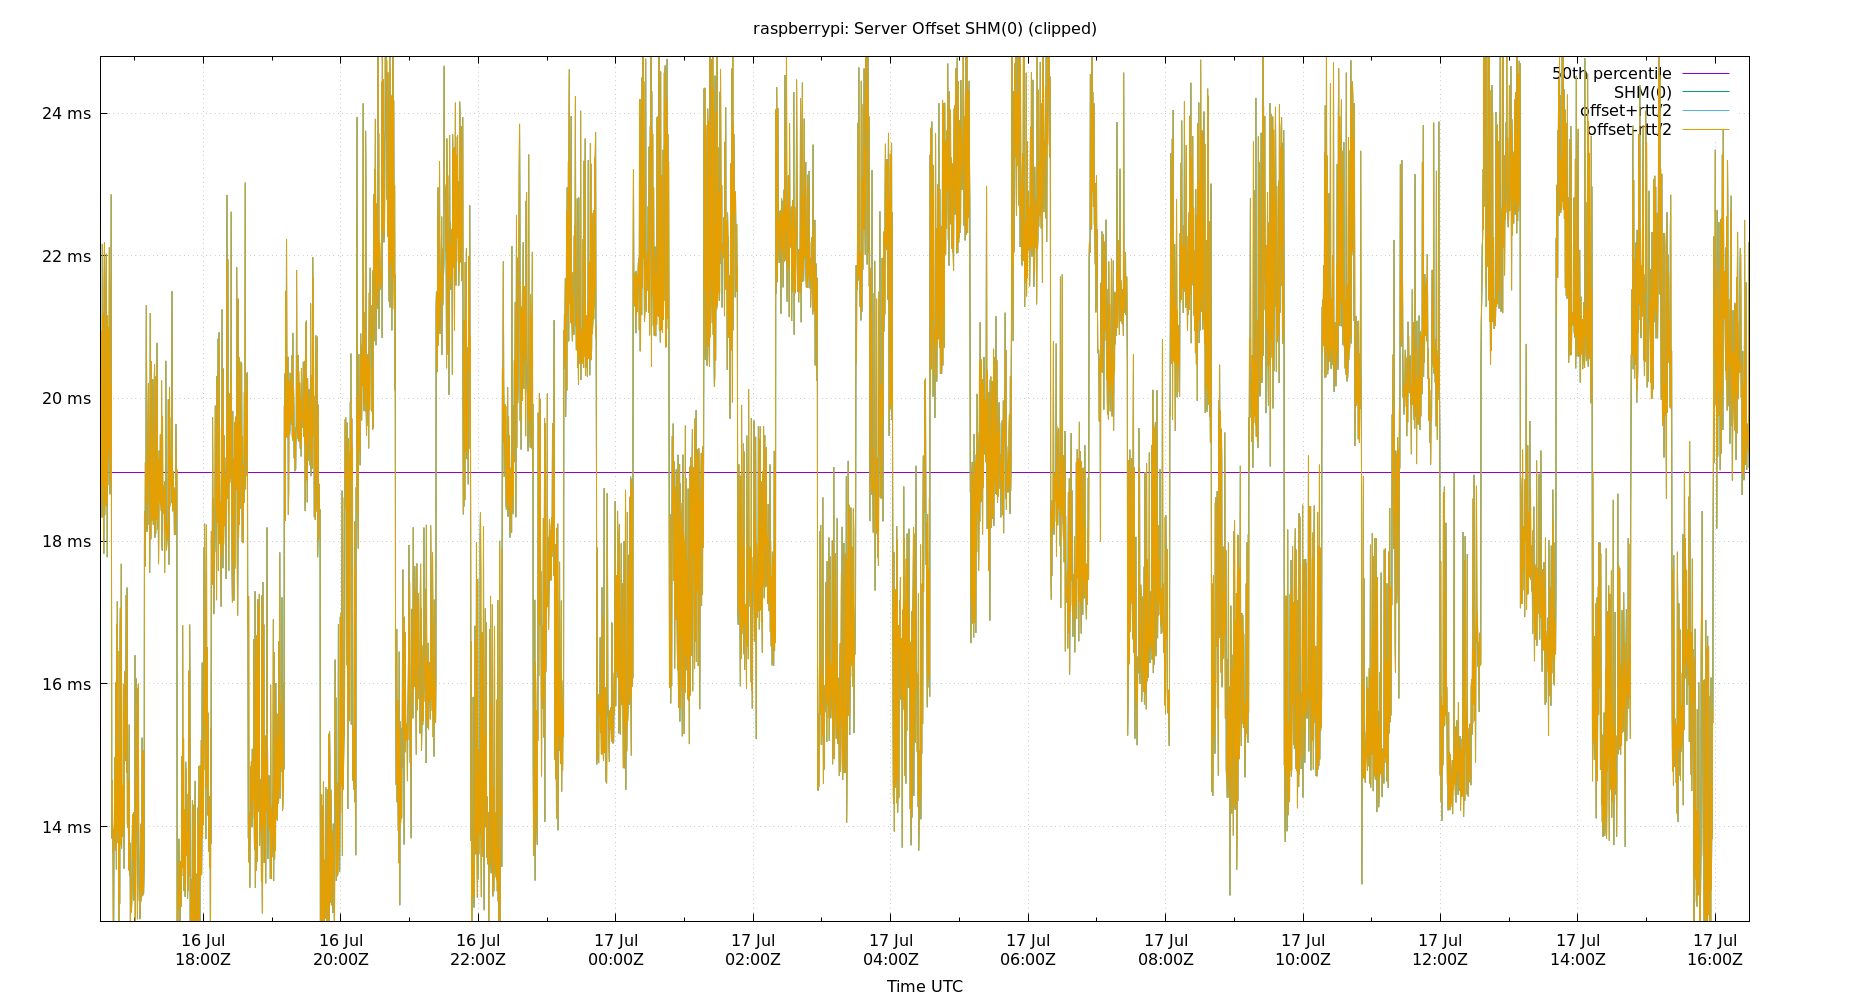 raspberrypi: Server Offset SHM(0) (clipped)
50th percentile
SHM(0)
offset+rtt/2
offset-rtt/2
24 ms
22 ms
20 ms
18 ms
16 ms
14 ms
16 Jul 16 Jul 16 Jul 17 Jul 17 Jul 17 Jul 17 Jul 17 Jul 17 Jul 17 Jul 17 Jul 17 Jul
18:00Z 20:00Z 22:00Z 00:00Z 02:00Z 04:00Z 06:00Z 08:00Z 10:00Z 12:00Z 14:00Z 16:00Z
Time UTC